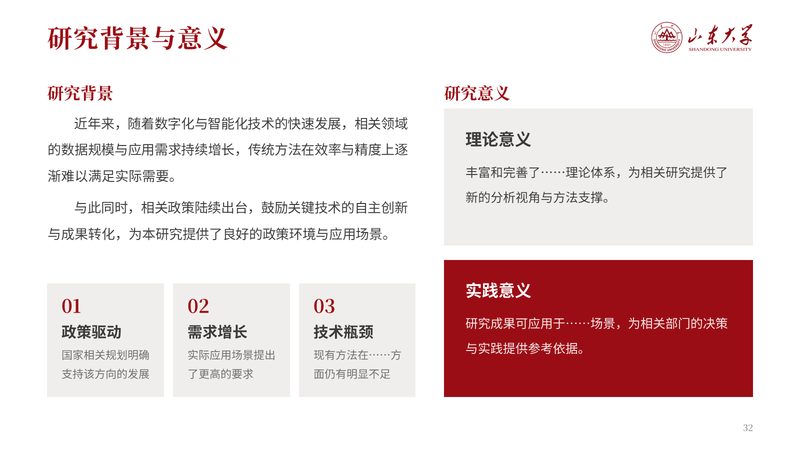 研究背景与意义
山东大学
SHANDONG UNIVERSITY
研究背景
近年来，随着数字化与智能化技术的快速发展，相关领域
的数据规模与应用需求持续增长，传统方法在效率与精度上逐
渐难以满足实际需要。
与此同时，相关政策陆续出台，鼓励关键技术的自主创新
与成果转化，为本研究提供了良好的政策环境与应用场景。
01
政策驱动
国家相关规划明确
支持该方向的发展
02
需求增长
实际应用场景提出
了更高的要求
03
技术瓶颈
现有方法在……方
面仍有明显不足
研究意义
理论意义
丰富和完善了……理论体系，为相关研究提供了
新的分析视角与方法支撑。
实践意义
研究成果可应用于……场景，为相关部门的决策
与实践提供参考依据。
32